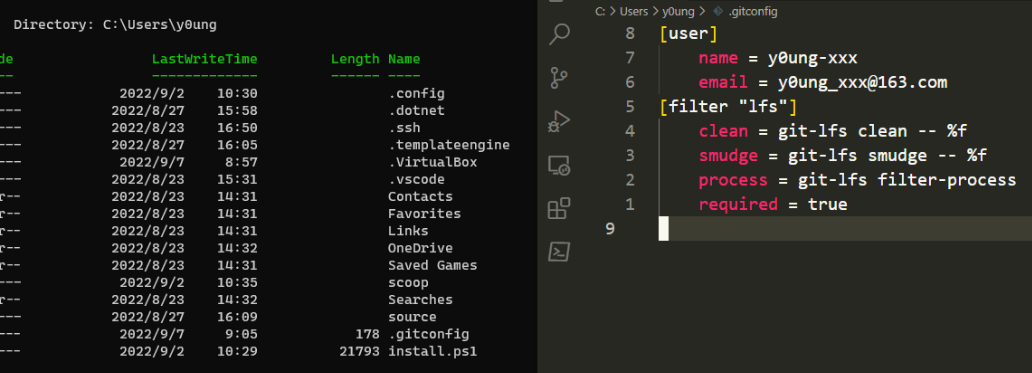 Directory: C:\Users\y0ung
de LastWriteTime Length Name
-- ------------- ------ ----
--- 2022/9/2 10:30 .config
--- 2022/8/27 15:58 .dotnet
--- 2022/8/23 16:50 .ssh
--- 2022/8/27 16:05 .templateengine
--- 2022/9/7 8:57 .VirtualBox
--- 2022/8/23 15:31 .vscode
r-- 2022/8/23 14:31 Contacts
r-- 2022/8/23 14:31 Favorites
r-- 2022/8/23 14:31 Links
r-- 2022/8/23 14:32 OneDrive
r-- 2022/8/23 14:31 Saved Games
--- 2022/9/2 10:35 scoop
r-- 2022/8/23 14:32 Searches
--- 2022/8/27 16:09 source
--- 2022/9/7 9:05 178 .gitconfig
--- 2022/9/2 10:29 21793 install.ps1
C: > Users > y0ung > .gitconfig
8 [user]
7 name = y0ung-xxx
6 email = y0ung_xxx@163.com
5 [filter "lfs"]
4 clean = git-lfs clean -- %f
3 smudge = git-lfs smudge -- %f
2 process = git-lfs filter-process
1 required = true
9